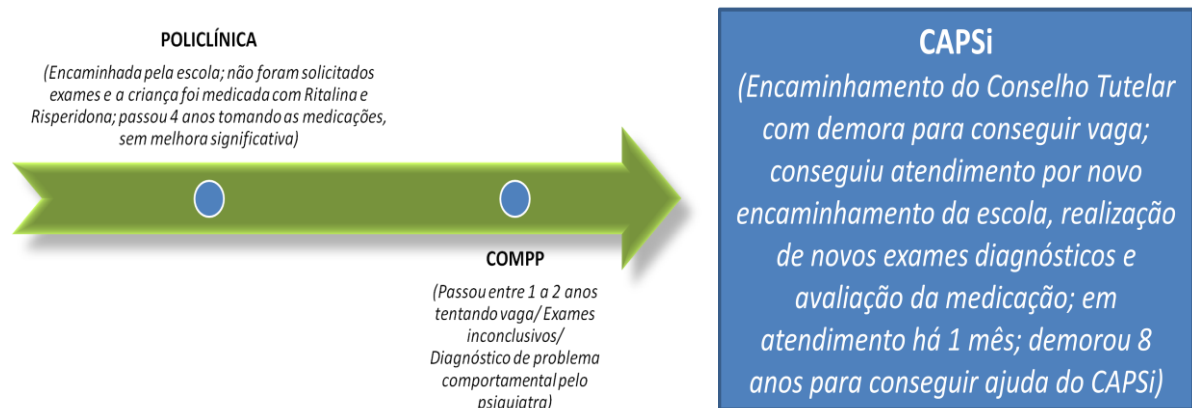 POLICLÍNICA
(Encaminhada pela escola; não foram solicitados
exames e a criança foi medicada com Ritalina e
Risperidona; passou 4 anos tomando as medicações,
sem melhora significativa)
COMPP
(Passou entre 1 a 2 anos
tentando vaga/ Exames
inconclusivos/
Diagnóstico de problema
comportamental pelo
psiquiatra)
CAPSi
(Encaminhamento do Conselho Tutelar
com demora para conseguir vaga;
conseguiu atendimento por novo
encaminhamento da escola, realização
de novos exames diagnósticos e
avaliação da medicação; em
atendimento há 1 mês; demorou 8
anos para conseguir ajuda do CAPSi)